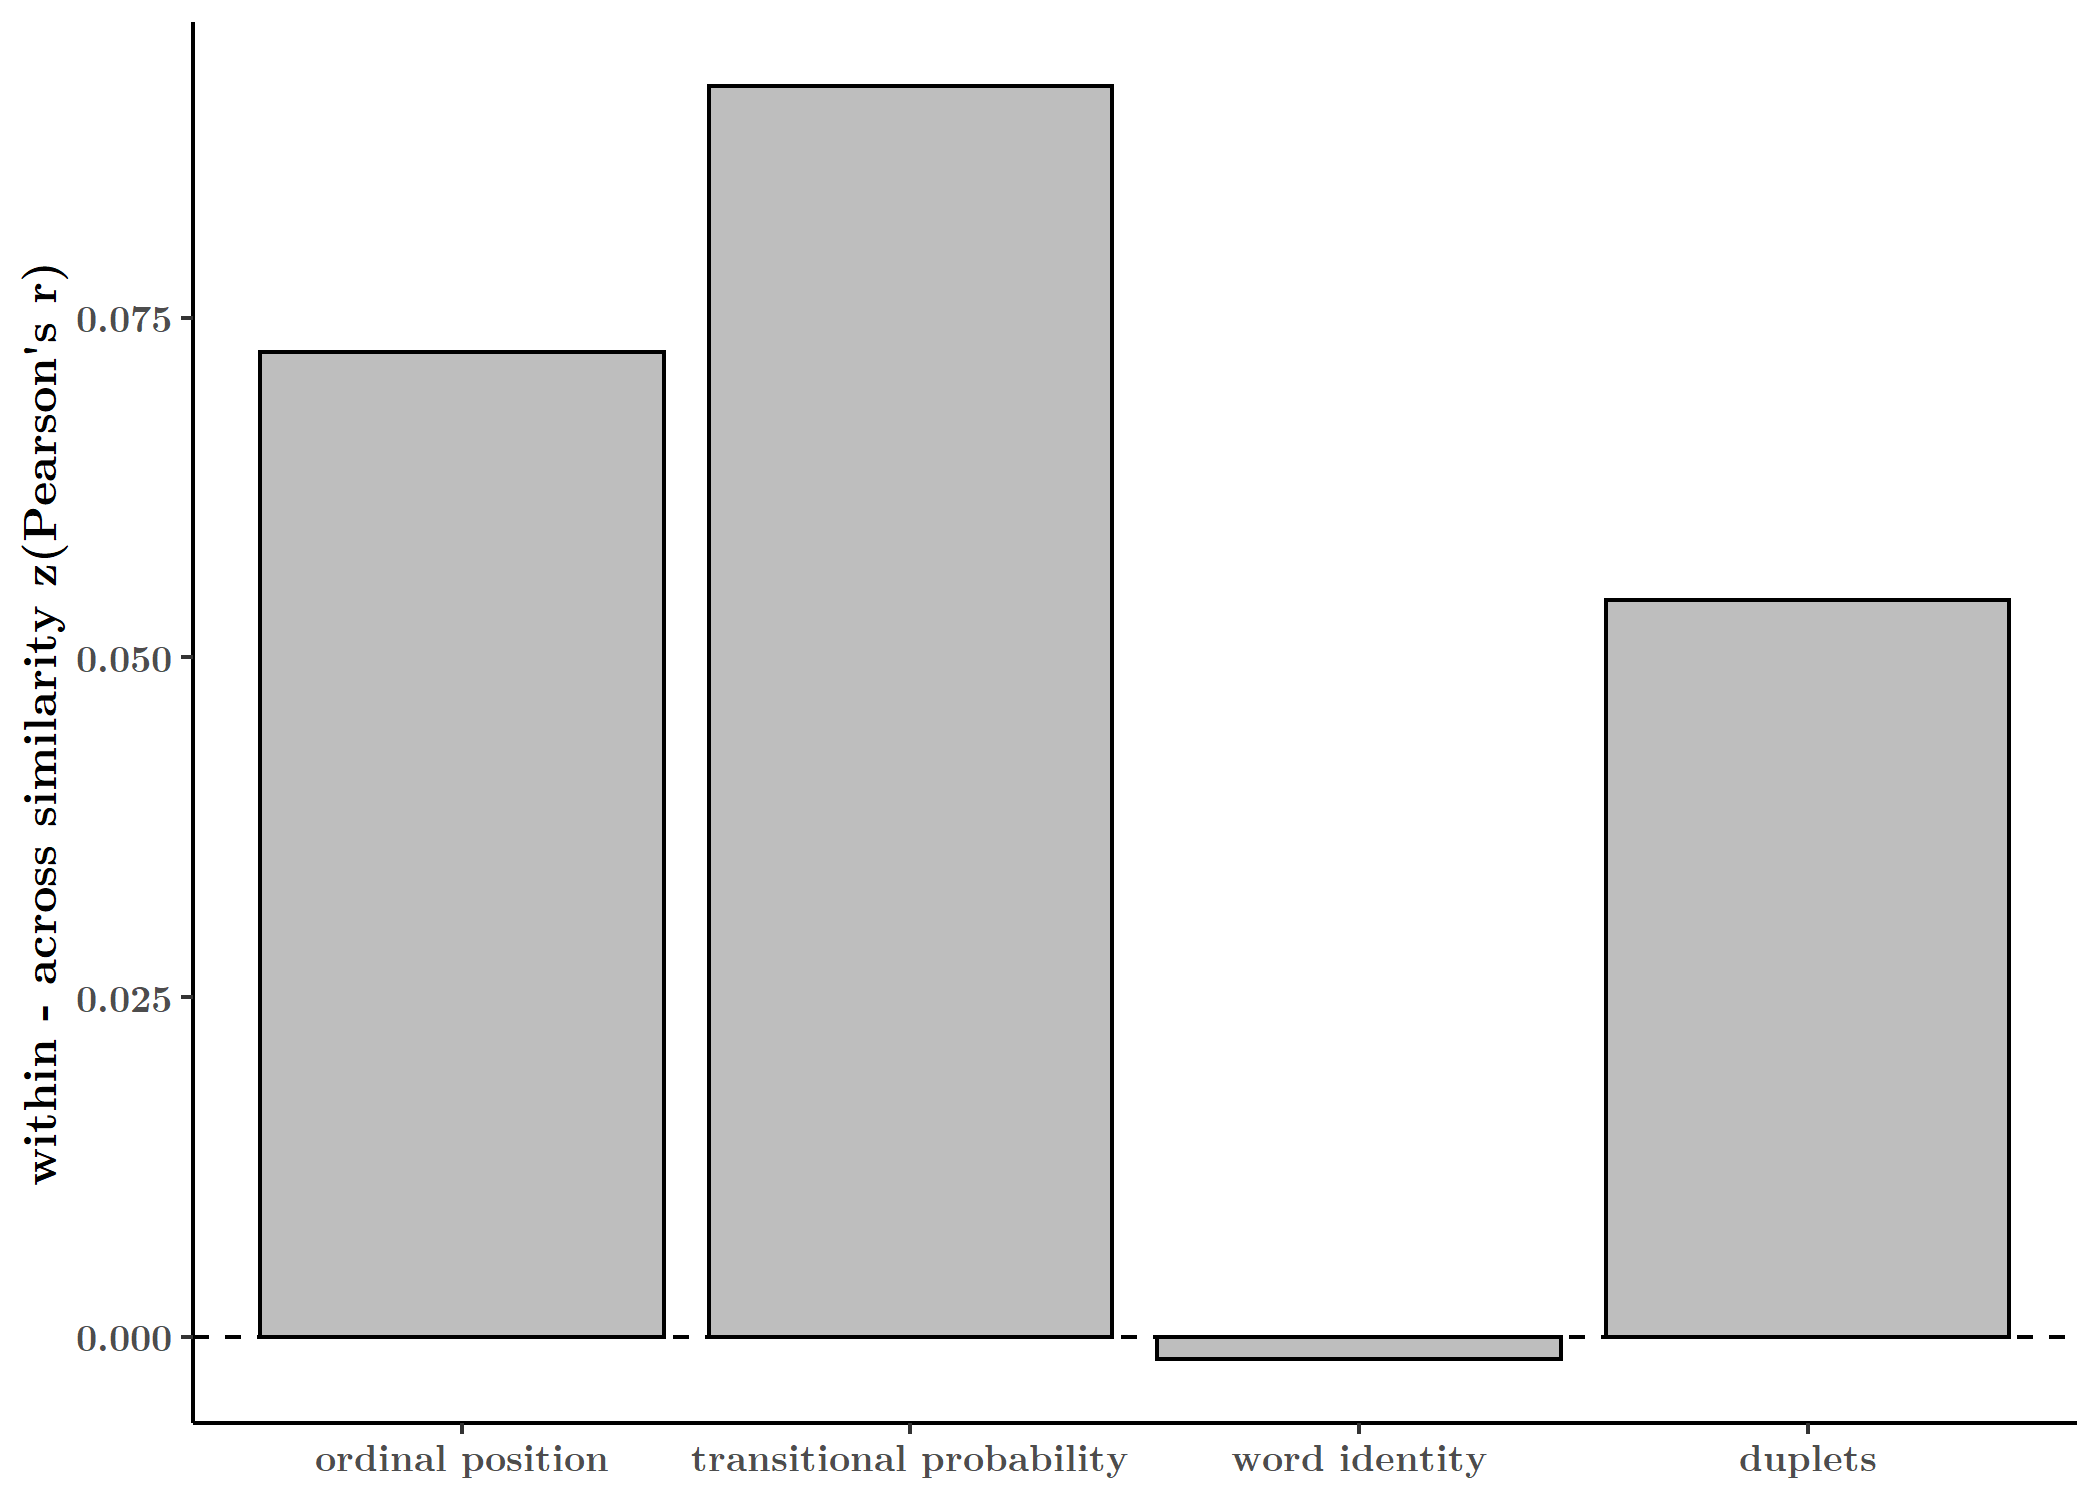 within - across similarity z(Pearson's r)
0.075
0.050
0.025
0.000
ordinal position
transitional probability
word identity
duplets